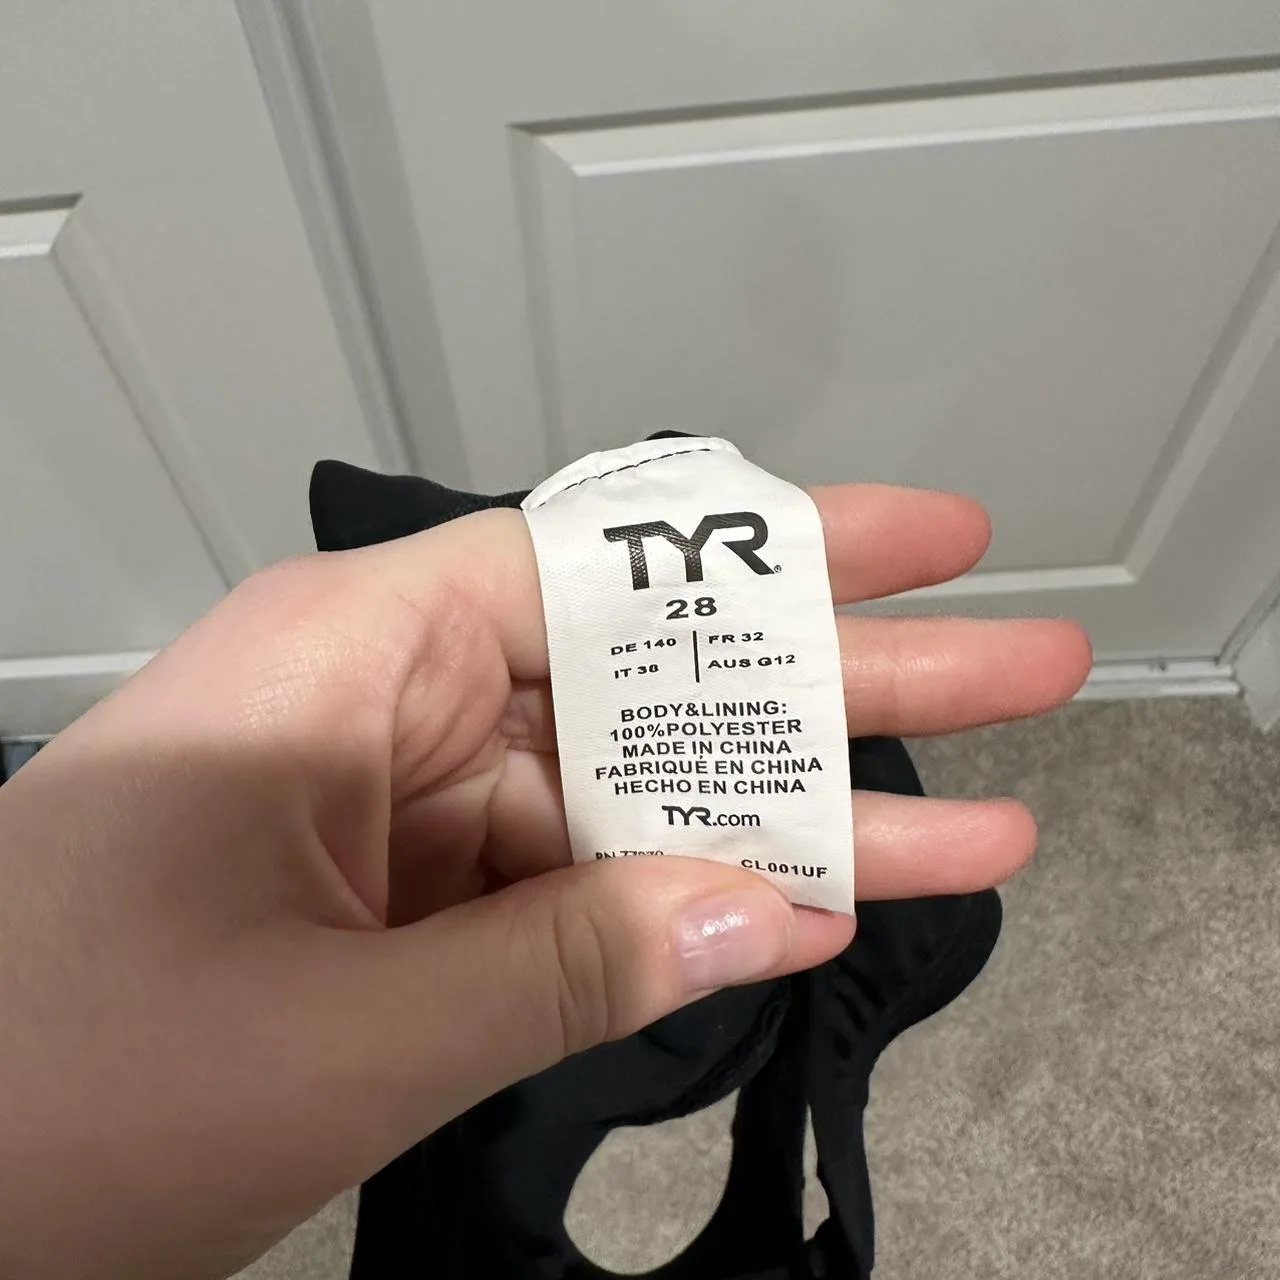 TYR®
28
DE 140 | FR 32
IT 38 | AUS G12
BODY&LINING:
100%POLYESTER
MADE IN CHINA
FABRIQUÉ EN CHINA
HECHO EN CHINA
TYR.com
CL001UF